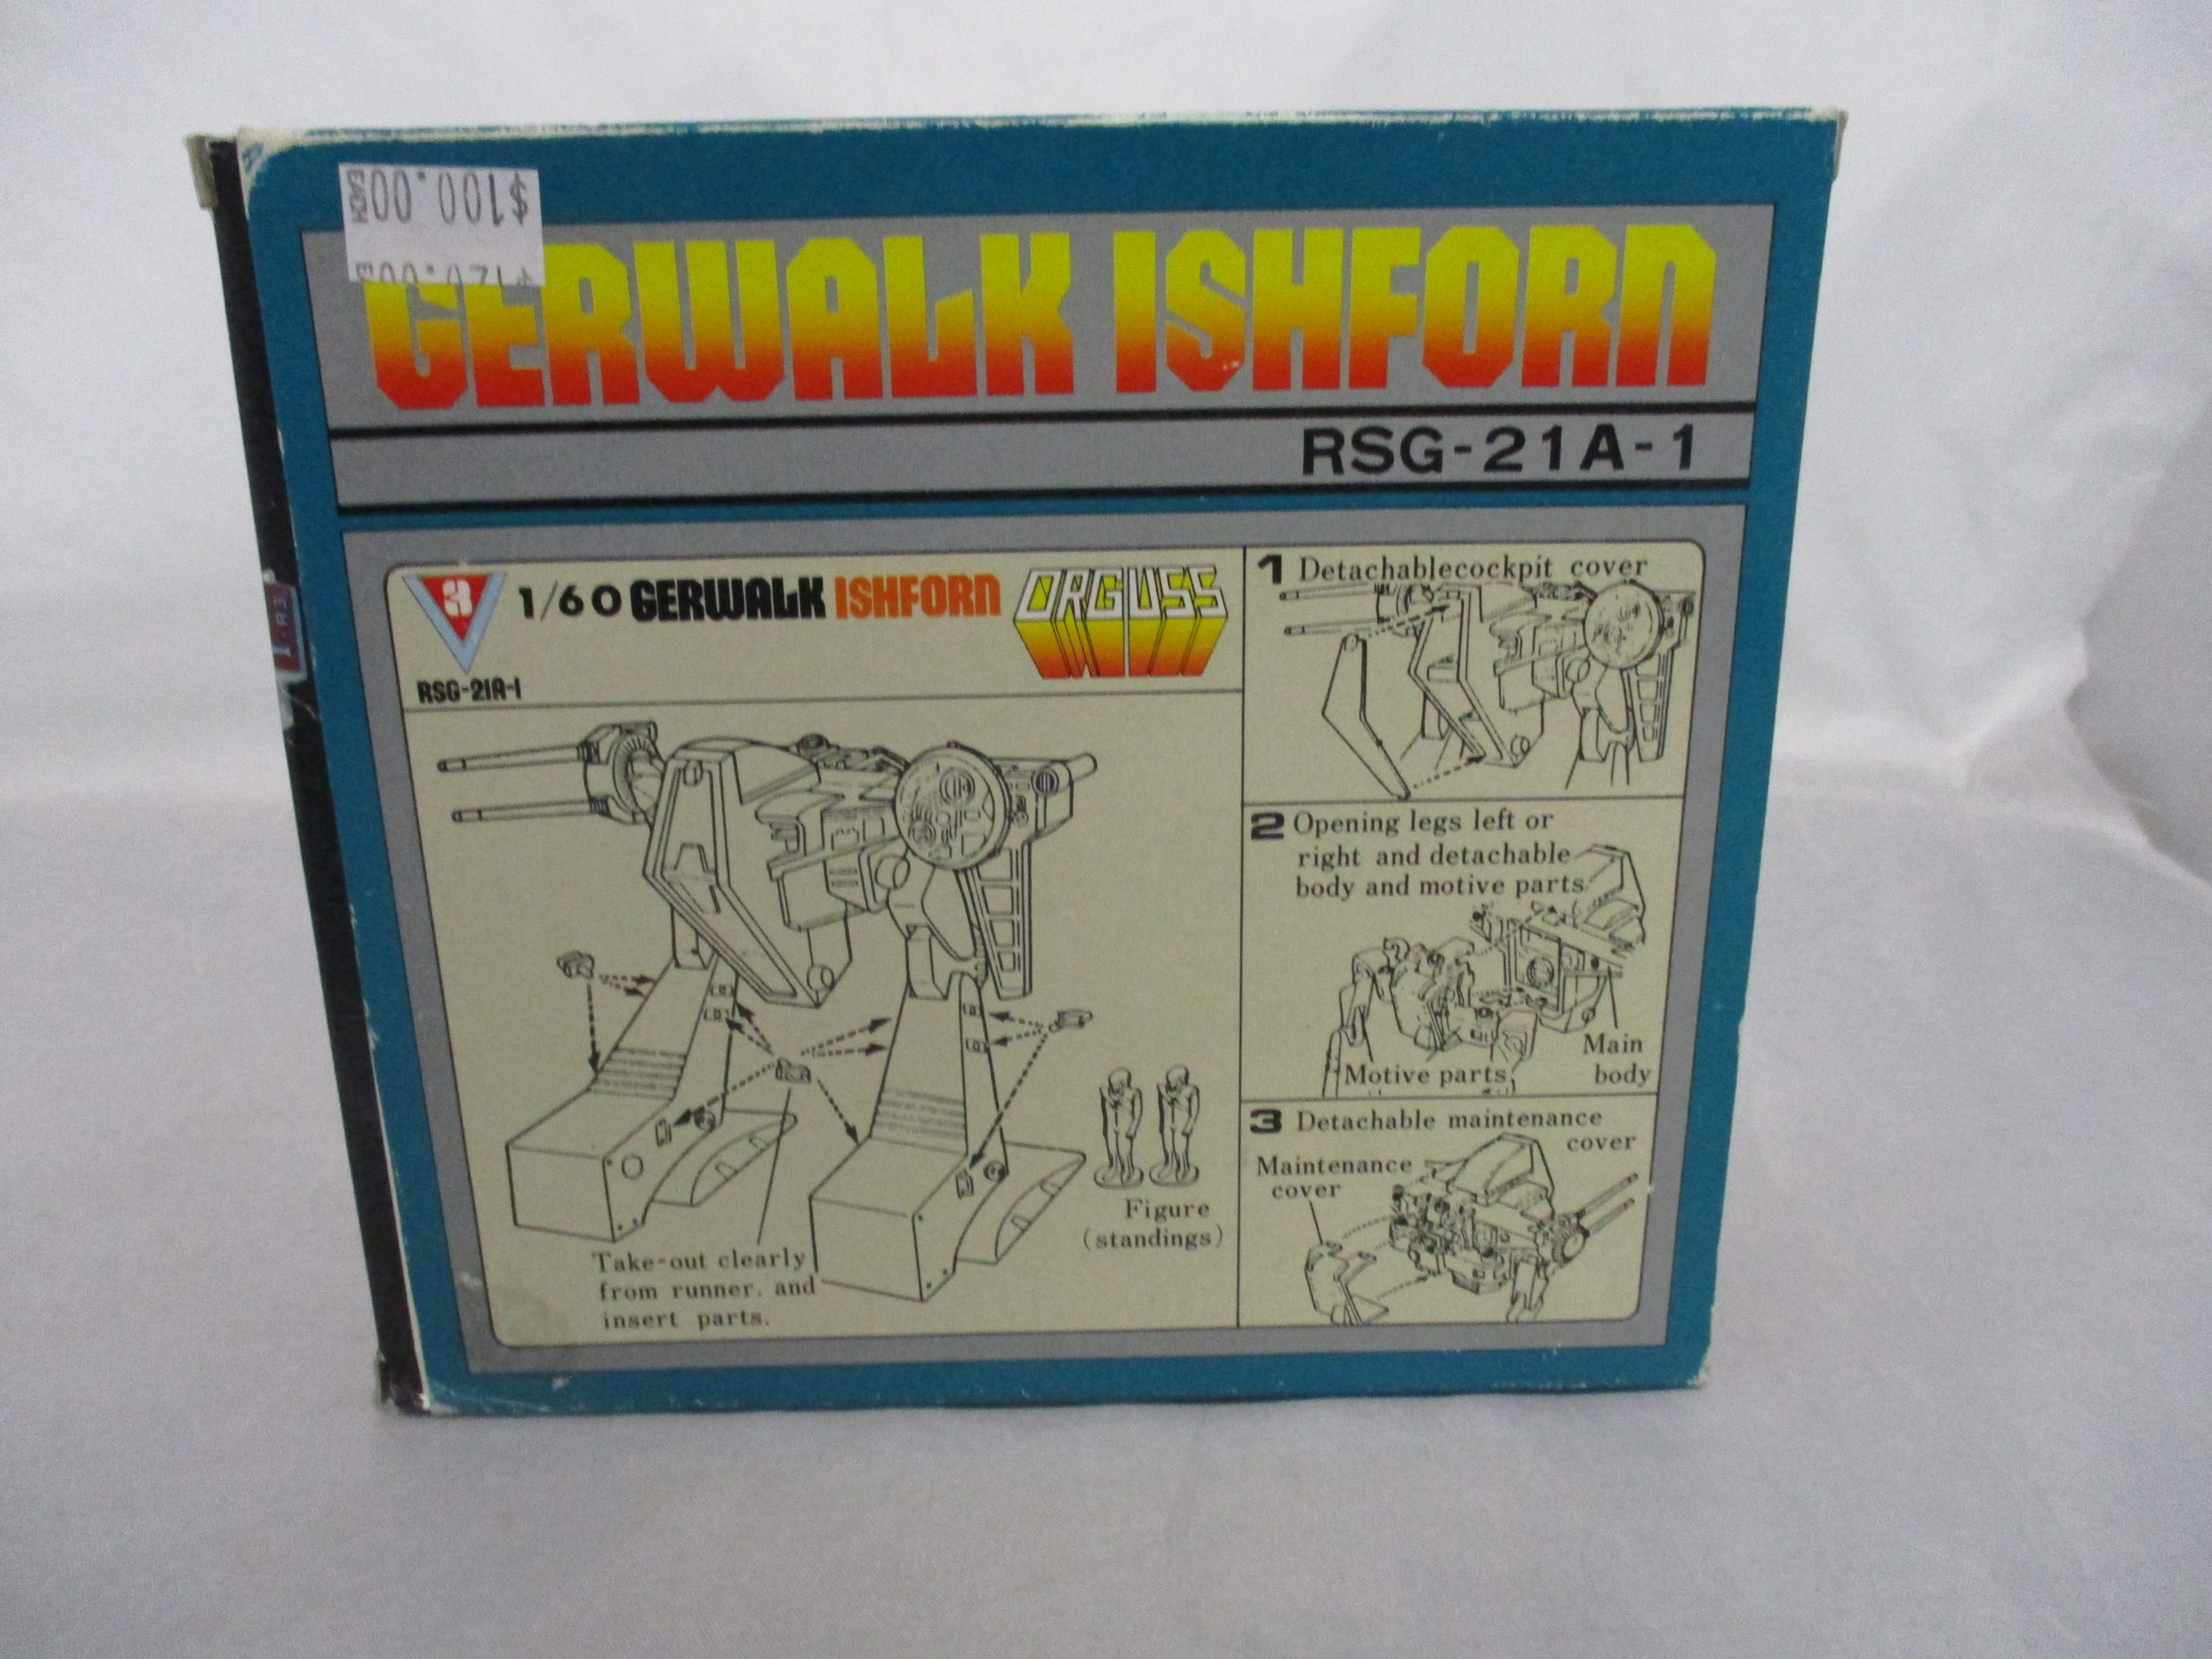 $100.00
EACH
GERWALK ISHFORN
RSG-21A-1
3
1/60 GERWALK ISHFORN ORGUSS
RSG-21A-1
Take-out clearly
from runner. and
insert parts.
Figure
(standings)
1 Detachablecockpit cover
2 Opening legs left or
right and detachable
body and motive parts
Main
body
Motive parts
3 Detachable maintenance
cover
Maintenance
cover